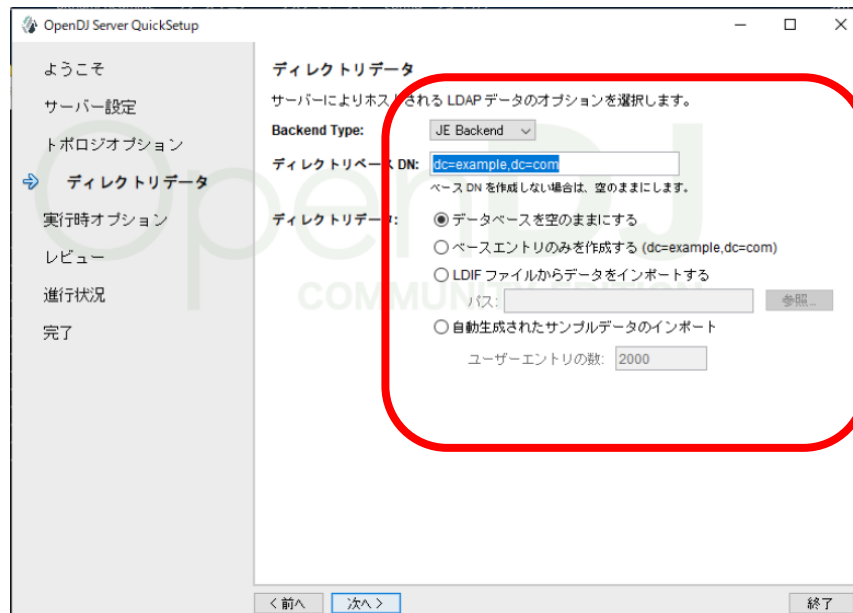 OpenDJ Server QuickSetup
ようこそ
サーバー設定
トポロジオプション
ディレクトリデータ
実行時オプション
レビュー
進行状況
完了
ディレクトリデータ
サーバーによりホストされる LDAP データのオプションを選択します。
Backend Type: JE Backend
ディレクトリベース DN: dc=example,dc=com
ベース DN を作成しない場合は、空のままにします。
ディレクトリデータ: データベースを空のままにする
ベースエントリのみを作成する (dc=example,dc=com)
LDIF ファイルからデータをインポートする
パス: 参照...
自動生成されたサンプルデータのインポート
ユーザーエントリの数: 2000
OpenDJ
COMMUNITY EDITION
< 前へ 次へ > 終了